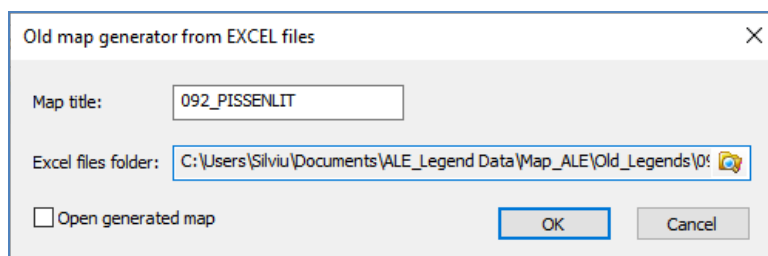 Old map generator from EXCEL files
Map title: 092_PISSENLIT
Excel files folder: C:\Users\Silviu\Documents\ALE_Legend Data\Map_ALE\Old_Legends\09
Open generated map OK Cancel